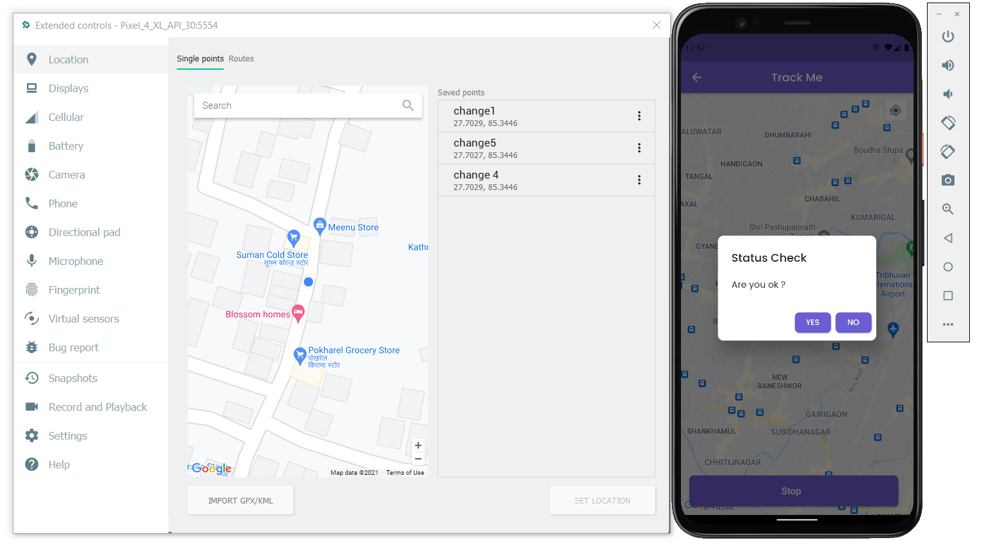 Extended controls - Pixel_4_XL_API_30:5554
Location
Displays
Cellular
Battery
Camera
Phone
Directional pad
Microphone
Fingerprint
Virtual sensors
Bug report
Snapshots
Record and Playback
Settings
Help
Single points
Routes
Search
Meenu Store
Suman Cold Store
सुमन कोल्ड स्टोर
Blossom homes
Pokharel Grocery Store
पोखरेल
किराना स्टोर
Google
Map data ©2021
Terms of Use
+
−
Saved points
change1
27.7029, 85.3446
change5
27.7027, 85.3446
change 4
27.7029, 85.3446
IMPORT GPX/KML
SET LOCATION
12:57
Track Me
ALUWATAR
DHUMBARAHI
Boudha Stupa
HANDIGAON
TANGAL
CHABAHIL
KUMARIGAL
Shri Pashupatinath
GYANE
Status Check
Are you ok ?
YES
NO
Tribhuvan
International
Airport
NEW
BANESHWOR
Ring Road
GAIRIGAON
SHANKHAMUL
SUBIDHANAGAR
CHHITIJNAGAR
Stop